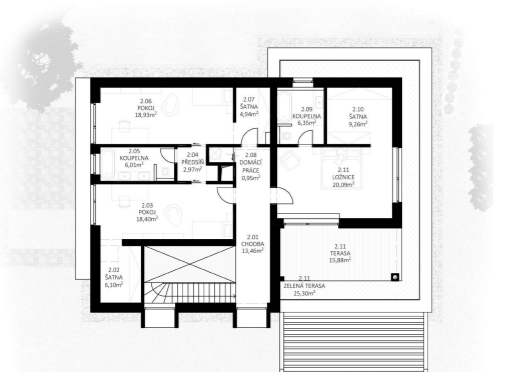 2.06
POKOJ
18,93m²
2.07
ŠATNA
4,94m²
2.09
KOUPELNA
6,35m²
2.10
ŠATNA
9,26m²
2.05
KOUPELNA
6,01m²
2.04
PŘEDSÍŇ
2,97m²
2.08
DOMÁCÍ
PRÁCE
0,95m²
2.11
LOŽNICE
20,09m²
2.03
POKOJ
18,40m²
2.01
CHODBA
13,46m²
2.11
TERASA
15,88m²
2.02
ŠATNA
6,10m²
2.11
ZELENÁ TERASA
25,30m²